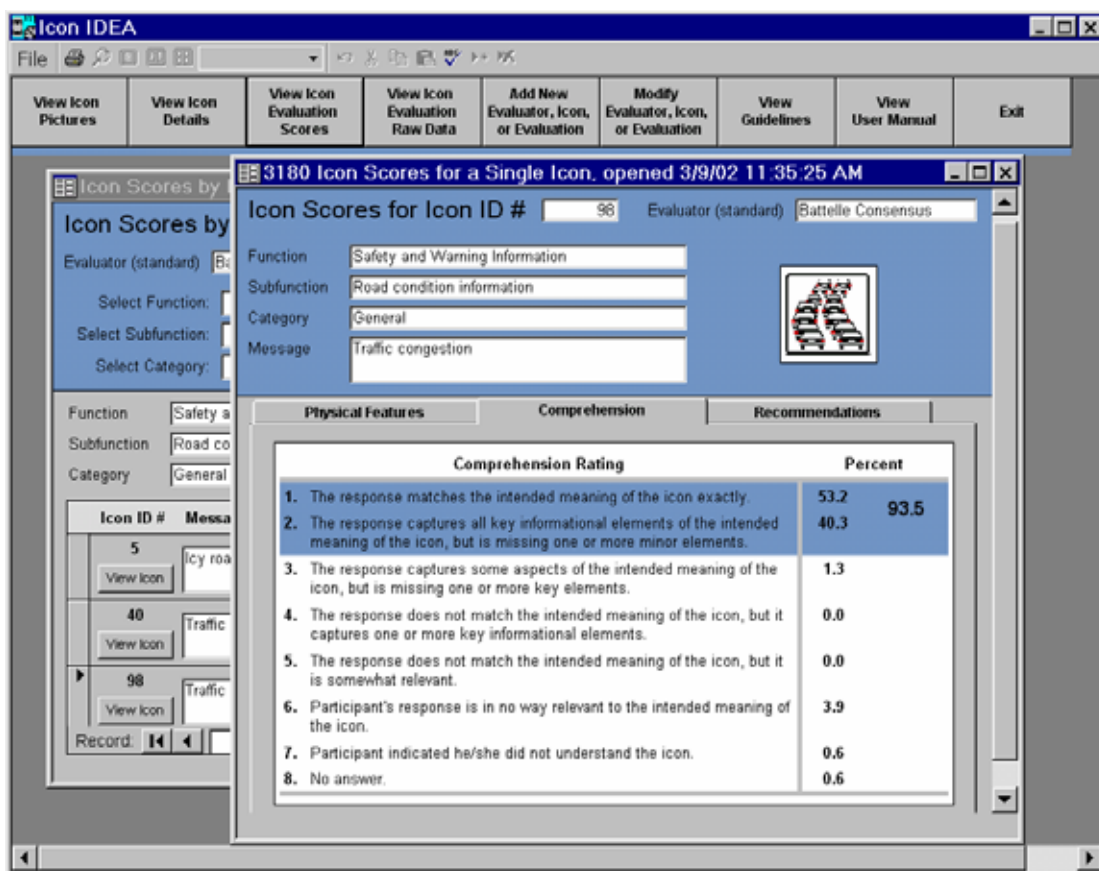 Icon IDEA
File
View Icon Pictures
View Icon Details
View Icon Evaluation Scores
View Icon Evaluation Raw Data
Add New Evaluator, Icon, or Evaluation
Modify Evaluator, Icon, or Evaluation
View Guidelines
View User Manual
Exit
Icon Scores by
Icon Scores by
Evaluator (standard) Ba
Select Function:
Select Subfunction:
Select Category:
Function Safety a
Subfunction Road co
Category General
Icon ID # Messa
5
Icy roa
View Icon
40
Traffic
View Icon
98
Traffic
View Icon
Record:
3180 Icon Scores for a Single Icon, opened 3/9/02 11:35:25 AM
Icon Scores for Icon ID # 98 Evaluator (standard) Battelle Consensus
Function Safety and Warning Information
Subfunction Road condition information
Category General
Message Traffic congestion
Physical Features Comprehension Recommendations
Comprehension Rating Percent
1. The response matches the intended meaning of the icon exactly. 53.2
93.5
2. The response captures all key informational elements of the intended 40.3
meaning of the icon, but is missing one or more minor elements.
3. The response captures some aspects of the intended meaning of the 1.3
icon, but is missing one or more key elements.
4. The response does not match the intended meaning of the icon, but it 0.0
captures one or more key informational elements.
5. The response does not match the intended meaning of the icon, but it 0.0
is somewhat relevant.
6. Participant's response is in no way relevant to the intended meaning of 3.9
the icon.
7. Participant indicated he/she did not understand the icon. 0.6
8. No answer. 0.6